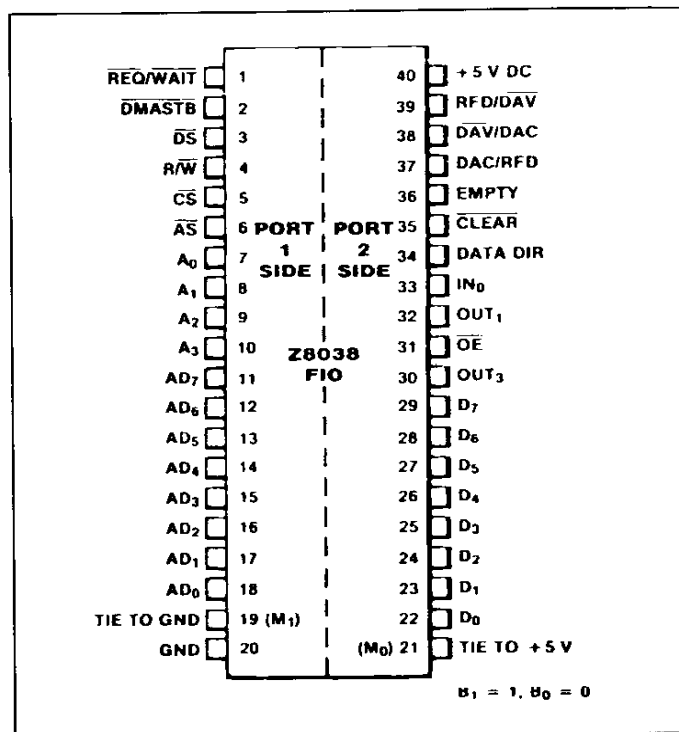 REQ/WAIT 1 40 +5 V DC
DMASTB 2 39 RFD/DAV
DS 3 38 DAV/DAC
R/W 4 37 DAC/RFD
CS 5 36 EMPTY
AS 6 PORT PORT 35 CLEAR
A0 7 1 2 34 DATA DIR
A1 8 SIDE SIDE 33 IN0
A2 9 32 OUT1
A3 10 Z8038 31 OE
AD7 11 FIO 30 OUT3
AD6 12 29 D7
AD5 13 28 D6
AD4 14 27 D5
AD3 15 26 D4
AD2 16 25 D3
AD1 17 24 D2
AD0 18 23 D1
TIE TO GND 19 (M1) 22 D0
GND 20 (M0) 21 TIE TO +5 V
B1 = 1, B0 = 0